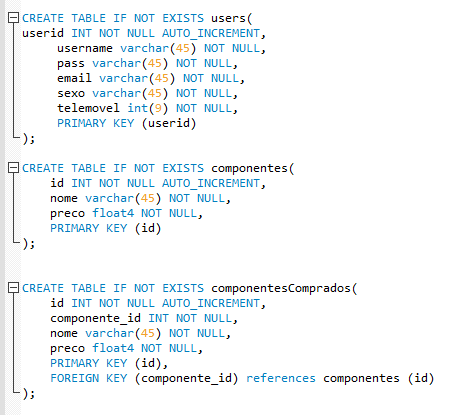 CREATE TABLE IF NOT EXISTS users(
userid INT NOT NULL AUTO_INCREMENT,
username varchar(45) NOT NULL,
pass varchar(45) NOT NULL,
email varchar(45) NOT NULL,
sexo varchar(45) NOT NULL,
telemovel int(9) NOT NULL,
PRIMARY KEY (userid)
);
CREATE TABLE IF NOT EXISTS componentes(
id INT NOT NULL AUTO_INCREMENT,
nome varchar(45) NOT NULL,
preco float4 NOT NULL,
PRIMARY KEY (id)
);
CREATE TABLE IF NOT EXISTS componentesComprados(
id INT NOT NULL AUTO_INCREMENT,
componente_id INT NOT NULL,
nome varchar(45) NOT NULL,
preco float4 NOT NULL,
PRIMARY KEY (id),
FOREIGN KEY (componente_id) references componentes (id)
);